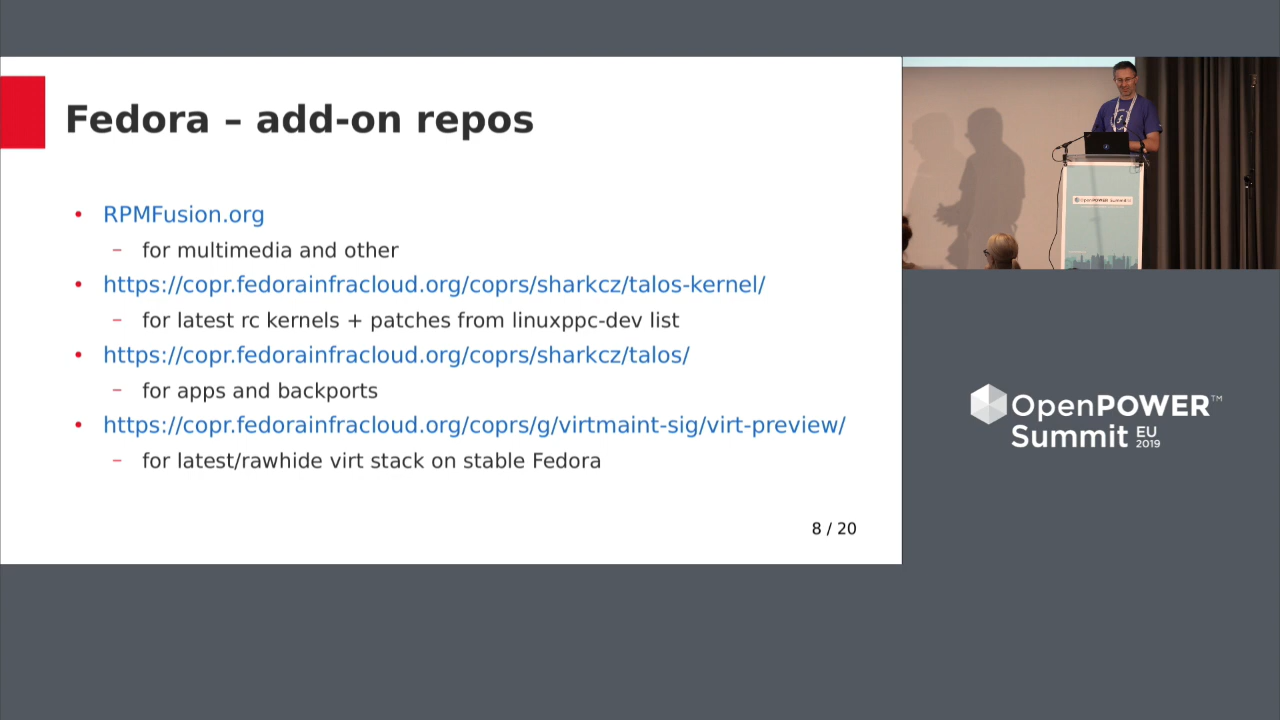 Fedora – add-on repos
• RPMFusion.org
– for multimedia and other
• https://copr.fedorainfracloud.org/coprs/sharkcz/talos-kernel/
– for latest rc kernels + patches from linuxppc-dev list
• https://copr.fedorainfracloud.org/coprs/sharkcz/talos/
– for apps and backports
• https://copr.fedorainfracloud.org/coprs/g/virtmaint-sig/virt-preview/
– for latest/rawhide virt stack on stable Fedora
8 / 20
OpenPOWER Summit
OpenPOWER™
Summit EU 2019